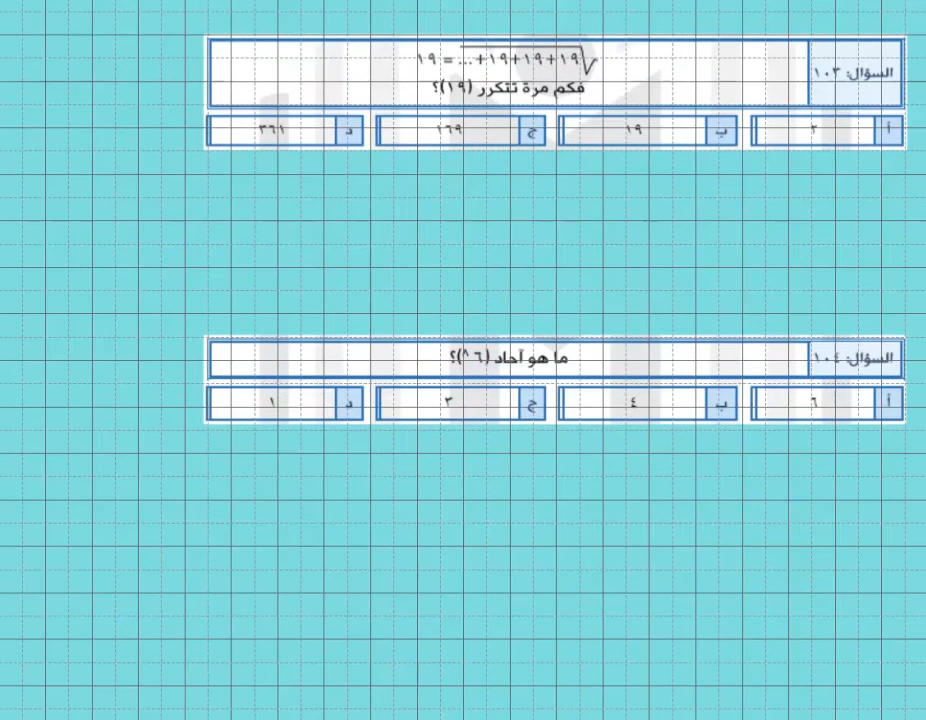 السؤال: ١٠٣
√١٩+١٩+١٩+... = ١٩
فكم مرة تتكرر (١٩)؟
أ ٢
ب ١٩
ج ١٦٩
د ٣٦١
السؤال: ١٠٤
ما هو آحاد (٦^٨)؟
أ ٦
ب ٤
ج ٣
د ١